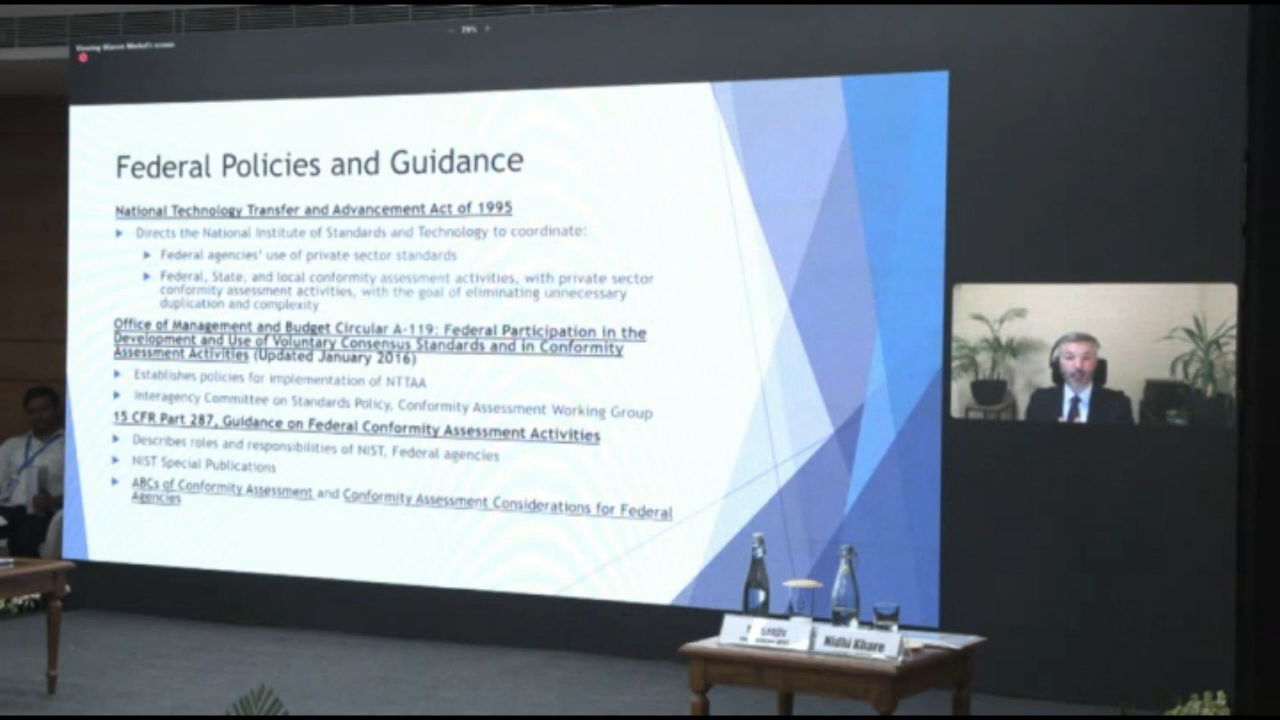 Viewing
screen
Federal Policies and Guidance
National Technology Transfer and Advancement Act of 1995
Directs the National Institute of Standards and Technology to coordinate:
Federal agencies' use of private sector standards
Federal, State, and local conformity assessment activities, with private sector
conformity assessment activities, with the goal of eliminating unnecessary
duplication and complexity
Office of Management and Budget Circular A-119: Federal Participation in the
Development and Use of Voluntary Consensus Standards and in Conformity
Assessment Activities (Updated January 2016)
Establishes policies for implementation of NTTAA
Interagency Committee on Standards Policy, Conformity Assessment Working Group
15 CFR Part 287, Guidance on Federal Conformity Assessment Activities
Describes roles and responsibilities of NIST, Federal agencies
NIST Special Publications
ABCs of Conformity Assessment and Conformity Assessment Considerations for Federal
Agencies
Nidhi Khare